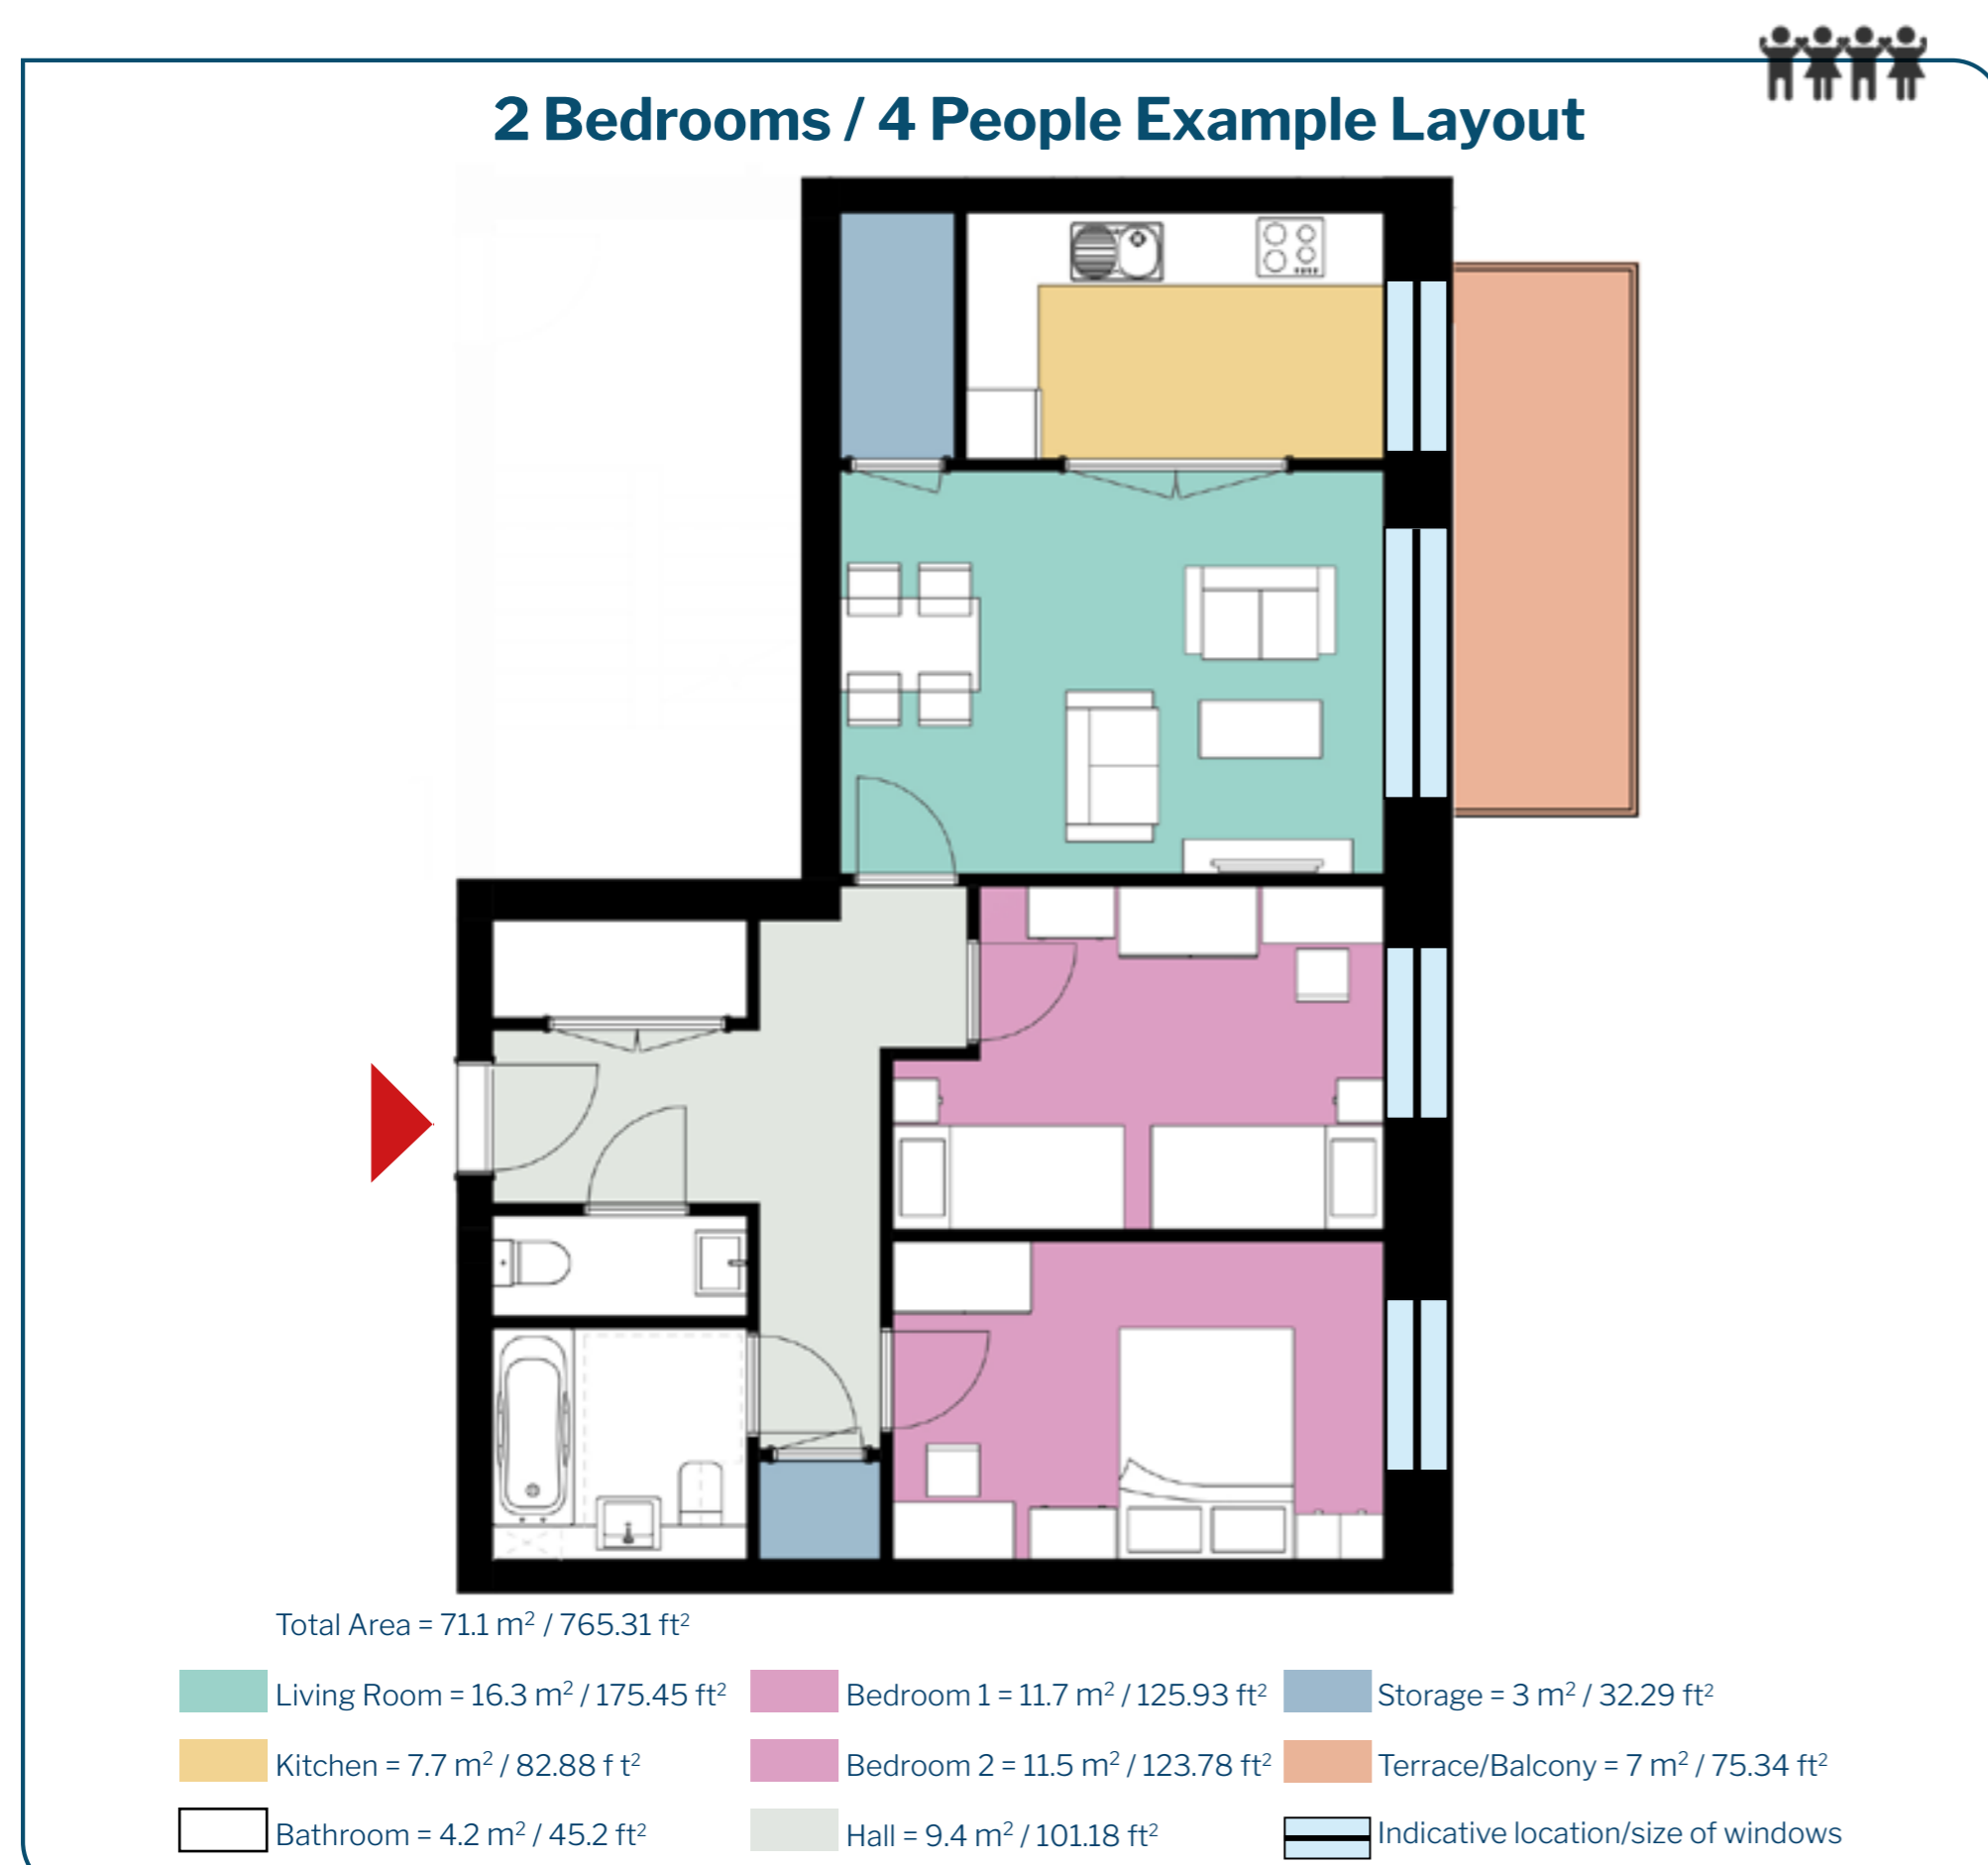 2 Bedrooms / 4 People Example Layout
Total Area = 71.1 m² / 765.31 ft²
Living Room = 16.3 m² / 175.45 ft²
Bedroom 1 = 11.7 m² / 125.93 ft²
Storage = 3 m² / 32.29 ft²
Kitchen = 7.7 m² / 82.88 f t²
Bedroom 2 = 11.5 m² / 123.78 ft²
Terrace/Balcony = 7 m² / 75.34 ft²
Bathroom = 4.2 m² / 45.2 ft²
Hall = 9.4 m² / 101.18 ft²
Indicative location/size of windows